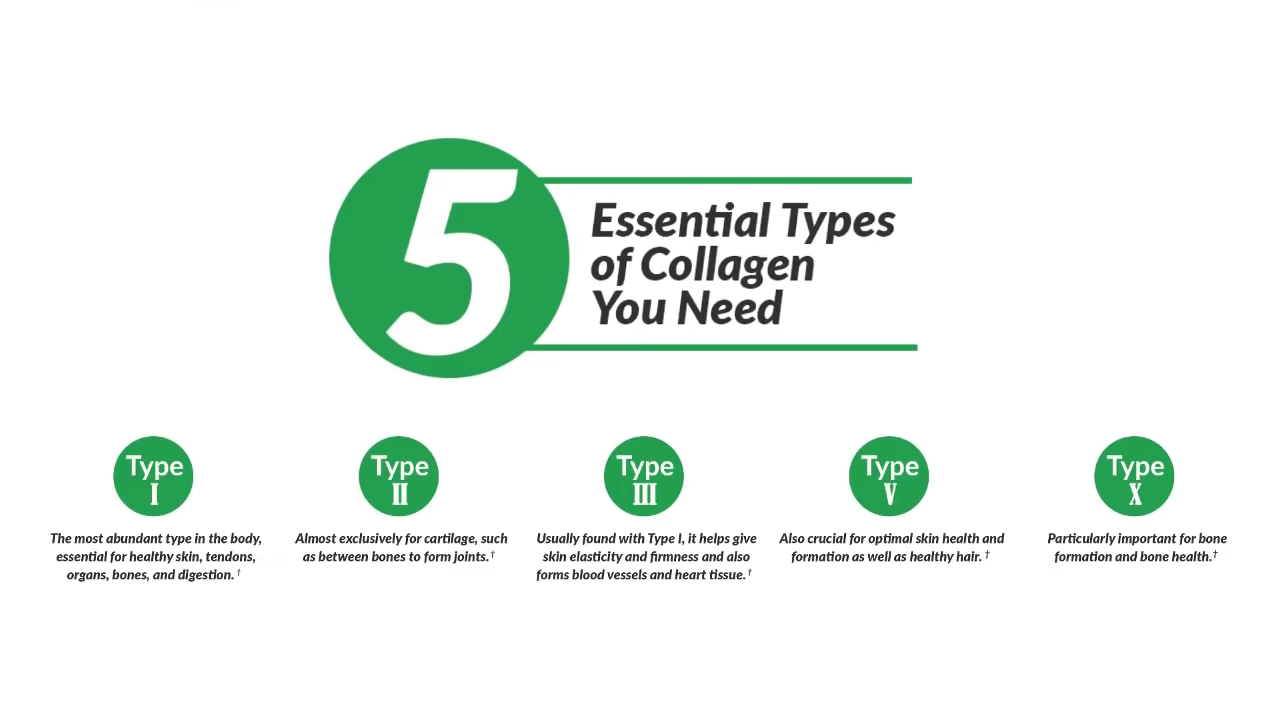 5
Essential Types
of Collagen
You Need
Type
I
The most abundant type in the body,
essential for healthy skin, tendons,
organs, bones, and digestion.†
Type
II
Almost exclusively for cartilage, such
as between bones to form joints.†
Type
III
Usually found with Type I, it helps give
skin elasticity and firmness and also
forms blood vessels and heart tissue.†
Type
V
Also crucial for optimal skin health and
formation as well as healthy hair.†
Type
X
Particularly important for bone
formation and bone health.†